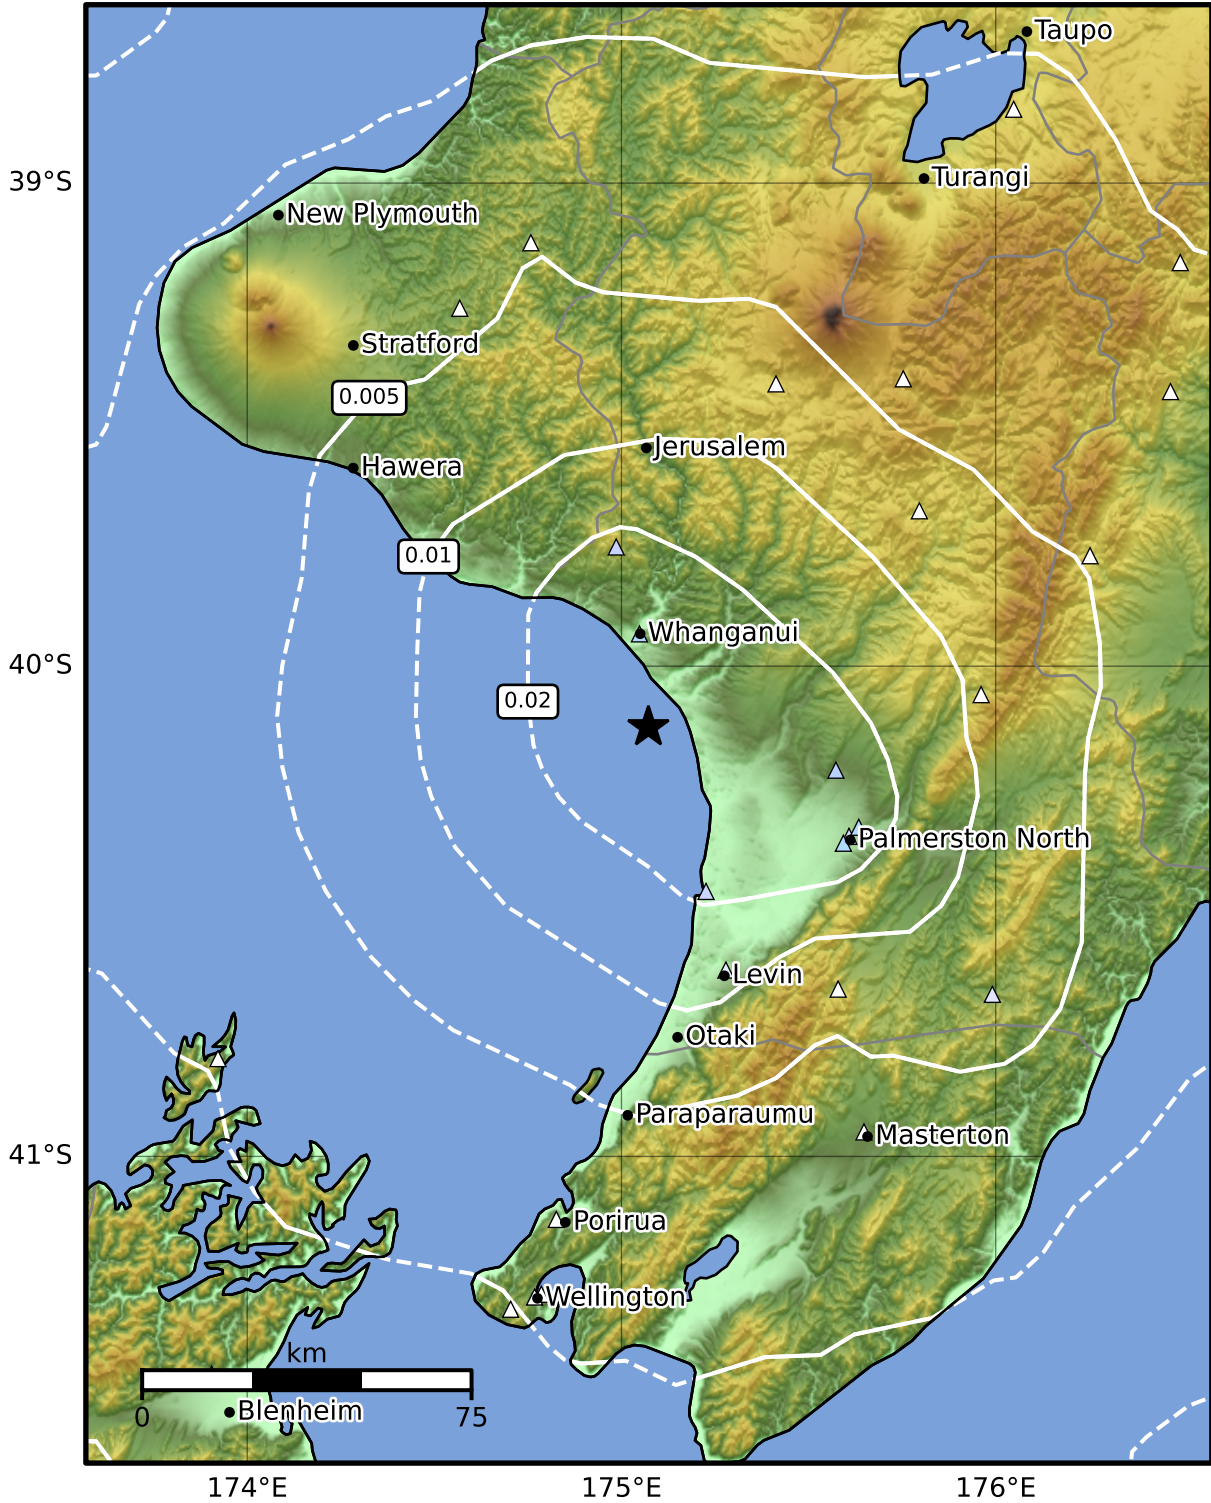 Taupo
Turangi
39°S
New Plymouth
Stratford
0.005
Jerusalem
Hawera
0.01
Whanganui
40°S
0.02
Palmerston North
Levin
Otaki
Paraparaumu
Masterton
41°S
Porirua
Wellington
km
0
75
Blenheim
174°E
175°E
176°E